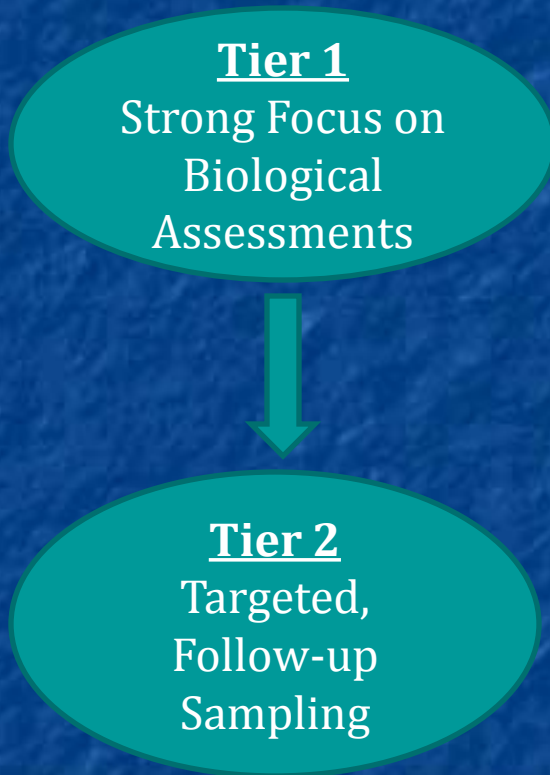 Tier 1
Strong Focus on
Biological
Assessments
Tier 2
Targeted,
Follow-up
Sampling